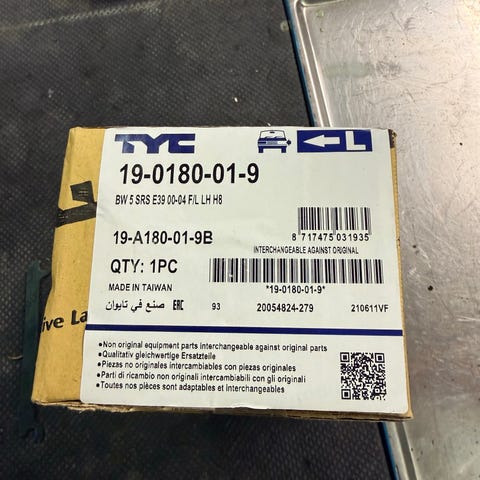 TYC
L
19-0180-01-9
BW 5 SRS E39 00-04 F/L LH H8
8 717475 031935
19-A180-01-9B
INTERCHANGEABLE AGAINST ORIGINAL
QTY: 1PC
MADE IN TAIWAN
*19-0180-01-9*
صنع في تايوان
EAC
93
20054824-279
210611VF
•Non original equipment parts interchangeable against original parts
•Qualitativ gleichwertige Ersatzteile
•Piezas no originales intercambiables con piezas originales
•Parti di ricambio non originali intercambiabili con gli originali
•Toutes nos pièces sont adaptables et interchangeables